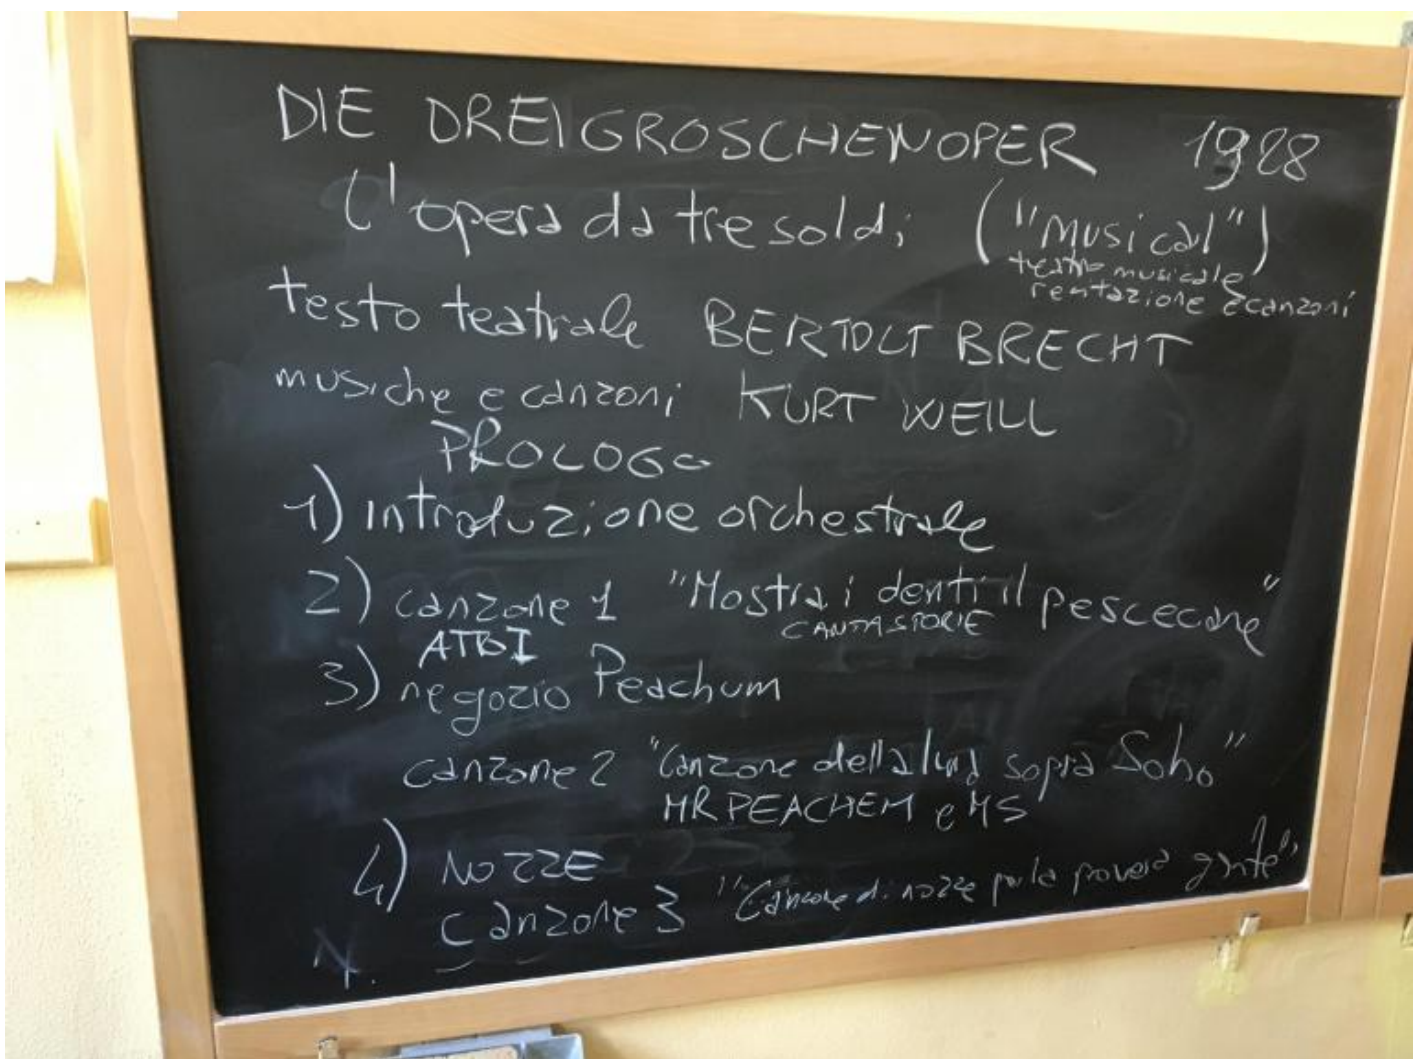 DIE DREIGROSCHENOPER 1928
l'opera da tre soldi ("musical")
teatro musicale
recitazione e canzoni
testo teatrale BERTOLT BRECHT
musiche e canzoni KURT WEILL
PROLOGO
1) introduzione orchestrale
2) canzone 1 "Mostra i denti il pescecane"
CANTASTORIE
ATTO I
3) negozio Peachum
canzone 2 "Canzone della luna sopra Soho"
MR PEACHEM e MS
4) NOZZE
canzone 3 "Canzone di nozze per la povera gente"